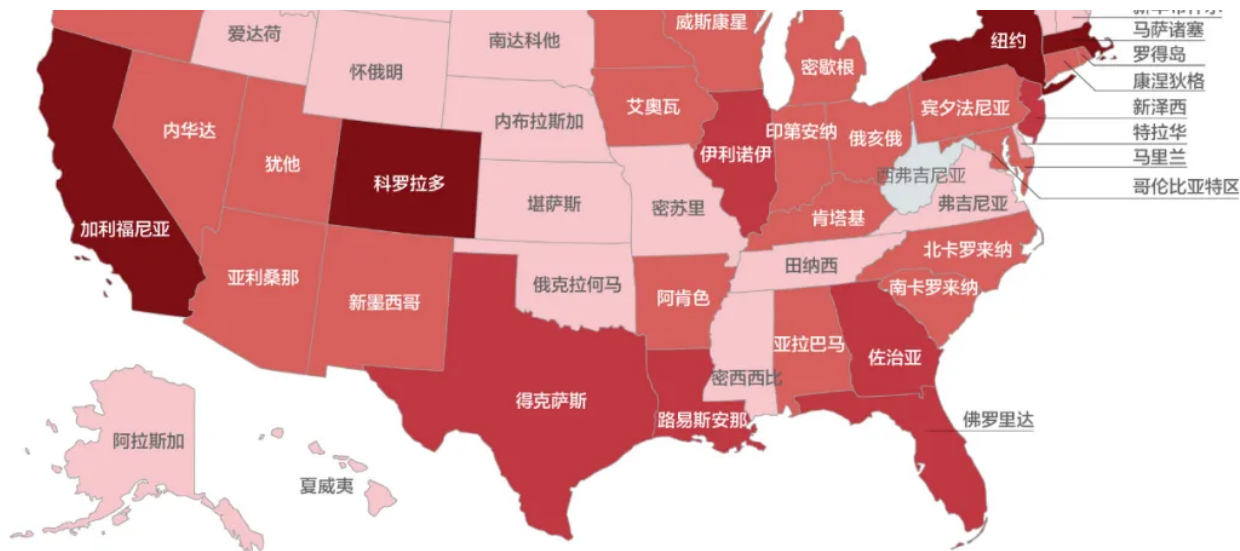 马萨诸塞
罗得岛
康涅狄格
新泽西
特拉华
马里兰
哥伦比亚特区
威斯康星
纽约
爱达荷
南达科他
密歇根
怀俄明
艾奥瓦
宾夕法尼亚
内布拉斯加
内华达
印第安纳
俄亥俄
犹他
伊利诺伊
科罗拉多
西弗吉尼亚
堪萨斯
密苏里
弗吉尼亚
肯塔基
加利福尼亚
北卡罗来纳
田纳西
亚利桑那
俄克拉何马
南卡罗来纳
新墨西哥
阿肯色
亚拉巴马
佐治亚
密西西比
得克萨斯
路易斯安那
佛罗里达
阿拉斯加
夏威夷